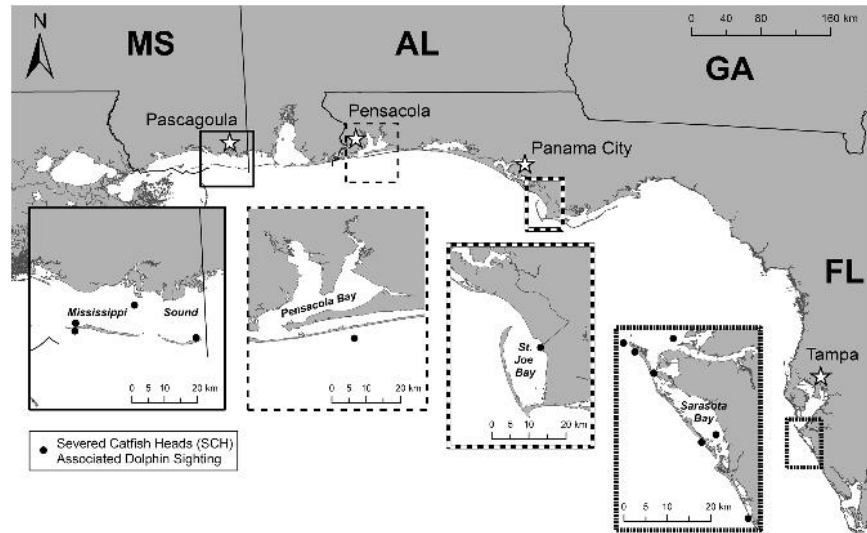 N
MS
AL
GA
0 40 80 160 km
Pascagoula
Pensacola
Panama City
FL
Tampa
Mississippi Sound
0 5 10 20 km
Pensacola Bay
0 5 10 20 km
St.
Joe
Bay
0 5 10 20 km
Sarasota
Bay
0 5 10 20 km
Severed Catfish Heads (SCH)
Associated Dolphin Sighting